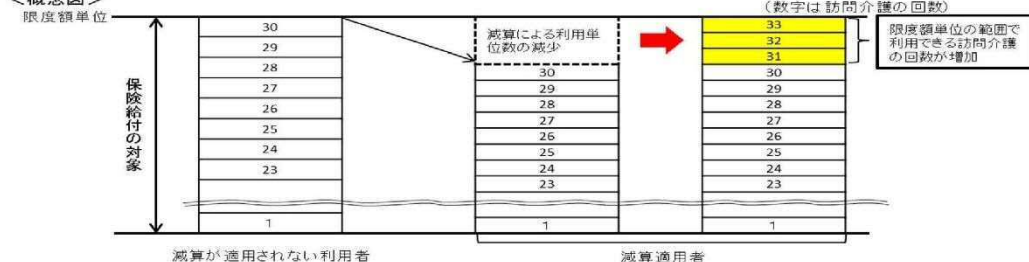 <概念図>
限度額単位
(数字は訪問介護の回数)
保険給付の対象
30
29
28
27
26
25
24
23
1
減算による利用単
位数の減少
30
29
28
27
26
25
24
23
1
33
32
31
30
29
28
27
26
25
24
23
1
限度額単位の範囲で
利用できる訪問介護
の回数が増加
減算が適用されない利用者
減算適用者